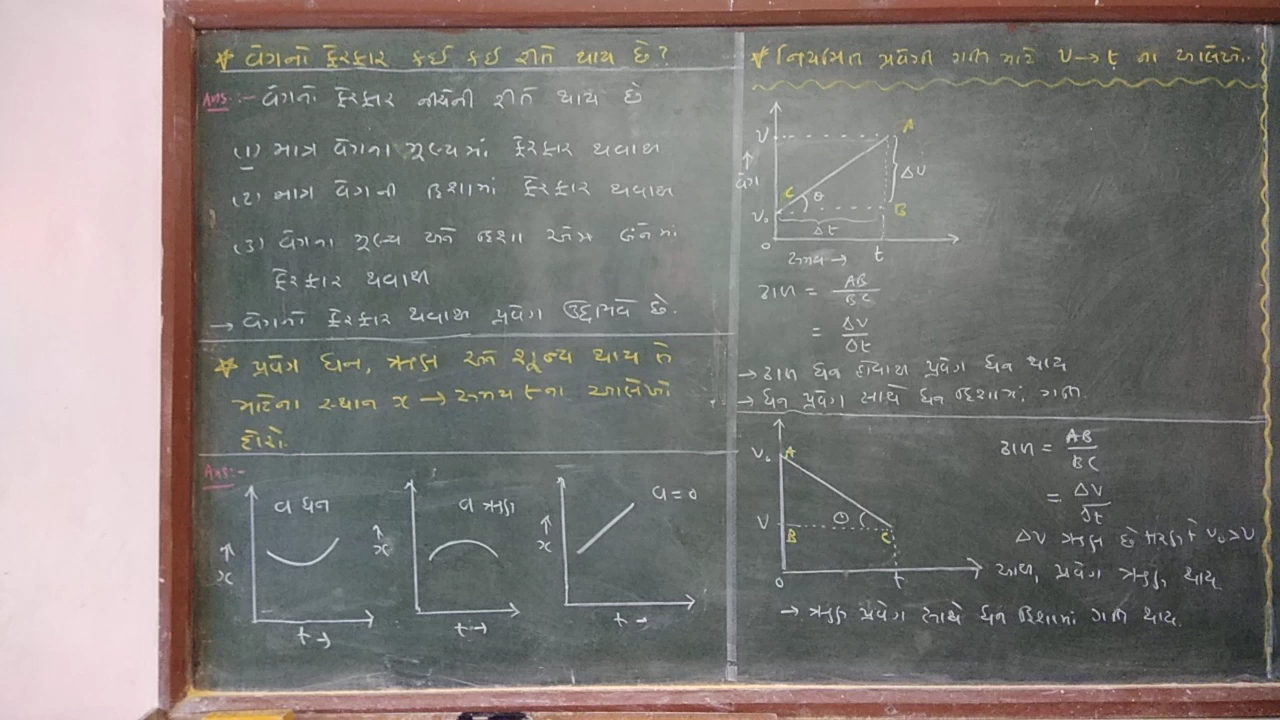 * વેગનો ફેરફાર કઈ કઈ રીતે થાય છે?
Ans:- વેગનો ફેરફાર નીચેની રીતે થાય છે
(1) માત્ર વેગના મૂલ્યમાં ફેરફાર થવાથી
(2) માત્ર વેગની દિશામાં ફેરફાર થવાથી
(3) વેગના મૂલ્ય અને દિશા એમ બંનેમાં
ફેરફાર થવાથી
→ વેગનો ફેરફાર થવાથી પ્રવેગ ઉદ્દભવે છે.
* પ્રવેગ ધન, ઋણ અને શૂન્ય થાય તે
માટેના સ્થાન x → સમય t ના આલેખો
દોરો.
Ans:-
a ધન
x ↑
t →
a ઋણ
x ↑
t →
a = 0
x ↑
t →
* નિયમિત પ્રવેગી ગતિ માટે v → t ના આલેખો.
v
A
↑
વેગ
Δv
C
θ
B
v₀
Δt
0
સમય →
t
ઢાળ = AB/BC
= Δv/Δt
→ ઢાળ ધન હોવાથી પ્રવેગ ધન થાય
→ ધન પ્રવેગ સાથે ધન દિશામાં ગતિ.
v₀
A
v
B
θ
C
0
t
ઢાળ = AB/BC
= Δv/δt
Δv ઋણ છે v₀ > v
પ્રવેગ ઋણ થાય
→ ઋણ પ્રવેગ સાથે ધન દિશામાં ગતિ થાય.